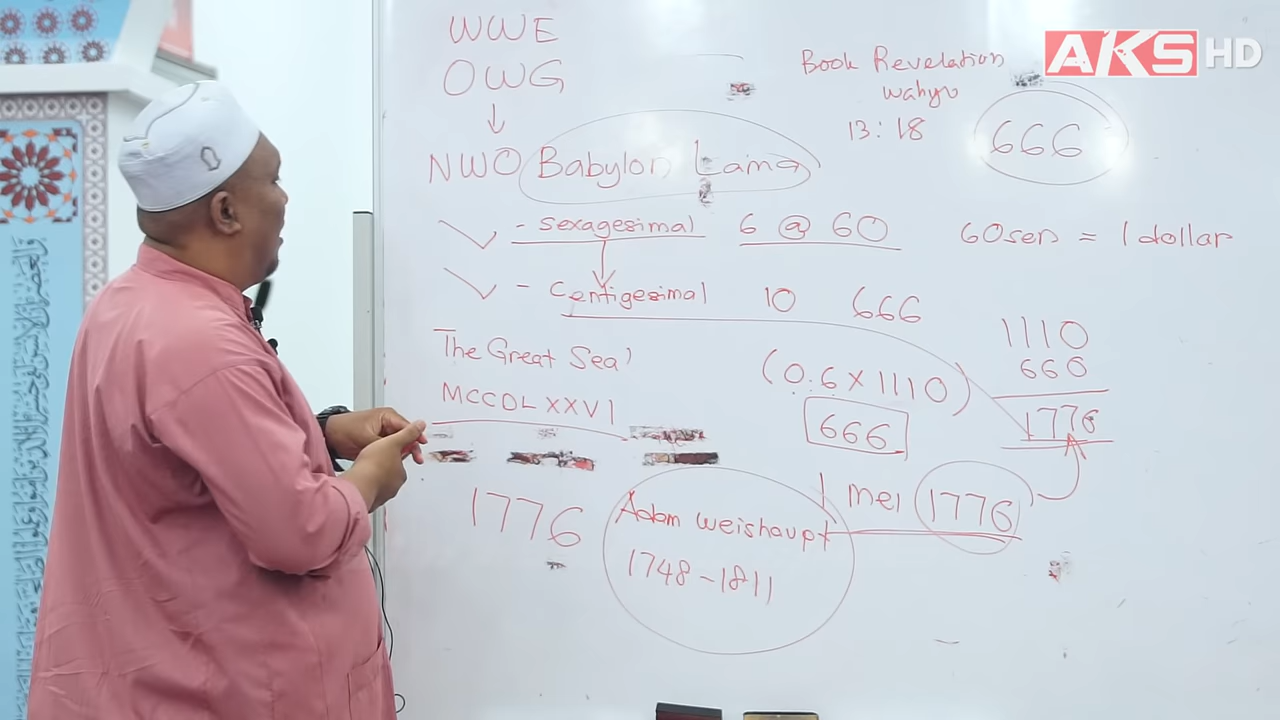 WWE
OWG
↓
NWO Babylon Lama
- sexagesimal 6 @ 60
60sen = 1 dollar
- centigesimal 10 666
The Great Seal
MCCDLXXVI
1776
Adam Weishaupt
1748-1811
1 Mei 1776
(0.6 X 1110)
666
1110
666
1776
Book Revelation
wahyu
13:18
666
AKS HD